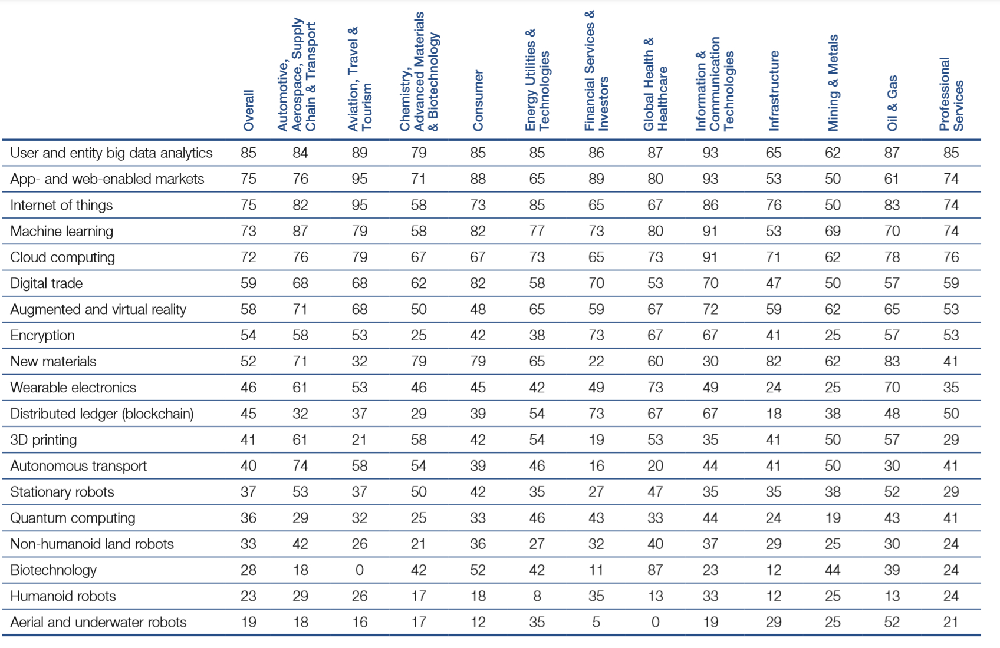 Overall
Automotive,
Aerospace, Supply
Chain & Transport
Aviation, Travel &
Tourism
Chemistry,
Advanced Materials
& Biotechnology
Consumer
Energy Utilities &
Technologies
Financial Services &
Investors
Global Health &
Healthcare
Information &
Communication
Technologies
Infrastructure
Mining & Metals
Oil & Gas
Professional
Services
User and entity big data analytics 85 84 89 79 85 85 86 87 93 65 62 87 85
App- and web-enabled markets 75 76 95 71 88 65 89 80 93 53 50 61 74
Internet of things 75 82 95 58 73 85 65 67 86 76 50 83 74
Machine learning 73 87 79 58 82 77 73 80 91 53 69 70 74
Cloud computing 72 76 79 67 67 73 65 73 91 71 62 78 76
Digital trade 59 68 68 62 82 58 70 53 70 47 50 57 59
Augmented and virtual reality 58 71 68 50 48 65 59 67 72 59 62 65 53
Encryption 54 58 53 25 42 38 73 67 67 41 25 57 53
New materials 52 71 32 79 79 65 22 60 30 82 62 83 41
Wearable electronics 46 61 53 46 45 42 49 73 49 24 25 70 35
Distributed ledger (blockchain) 45 32 37 29 39 54 73 67 67 18 38 48 50
3D printing 41 61 21 58 42 54 19 53 35 41 50 57 29
Autonomous transport 40 74 58 54 39 46 16 20 44 41 50 30 41
Stationary robots 37 53 37 50 42 35 27 47 35 35 38 52 29
Quantum computing 36 29 32 25 33 46 43 33 44 24 19 43 41
Non-humanoid land robots 33 42 26 21 36 27 32 40 37 29 25 30 24
Biotechnology 28 18 0 42 52 42 11 87 23 12 44 39 24
Humanoid robots 23 29 26 17 18 8 35 13 33 12 25 13 24
Aerial and underwater robots 19 18 16 17 12 35 5 0 19 29 25 52 21